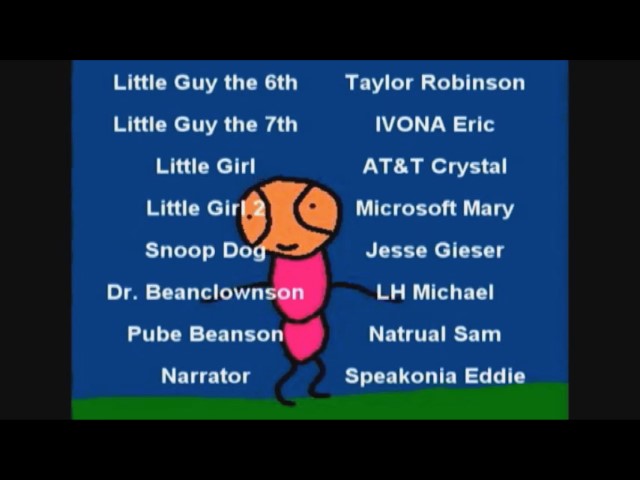 Little Guy the 6th Taylor Robinson
Little Guy the 7th IVONA Eric
Little Girl AT&T Crystal
Little Girl 2 Microsoft Mary
Snoop Dog Jesse Gieser
Dr. Beanclownson LH Michael
Pube Beanson Natrual Sam
Narrator Speakonia Eddie